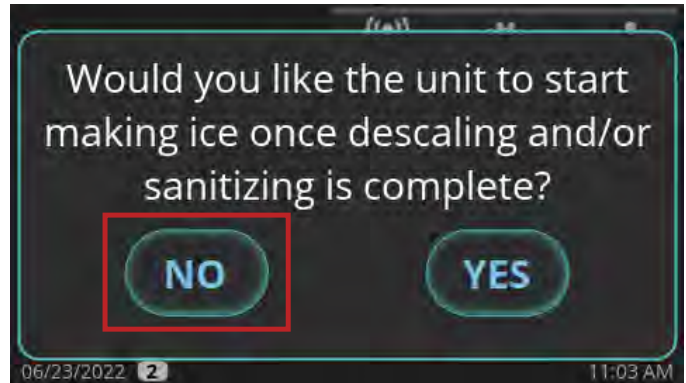 Would you like the unit to start
making ice once descaling and/or
sanitizing is complete?
NO YES
06/23/2022 2 11:03 AM